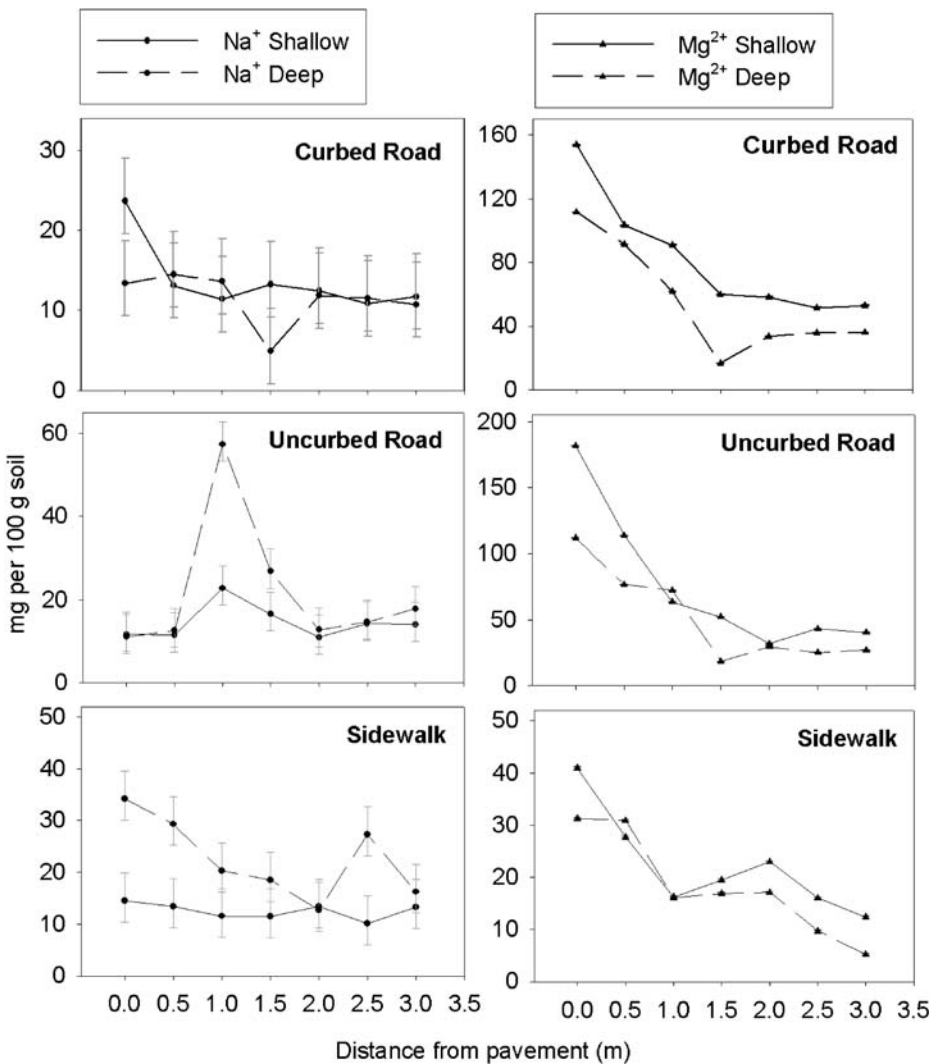 Na⁺ Shallow
Na⁺ Deep
Mg²⁺ Shallow
Mg²⁺ Deep
Curbed Road
30
20
10
0
Curbed Road
160
120
80
40
0
Uncurbed Road
60
40
20
0
Uncurbed Road
200
150
100
50
0
mg per 100 g soil
Sidewalk
50
40
30
20
10
0
Sidewalk
50
40
30
20
10
0
0.0 0.5 1.0 1.5 2.0 2.5 3.0 3.5
0.0 0.5 1.0 1.5 2.0 2.5 3.0 3.5
Distance from pavement (m)